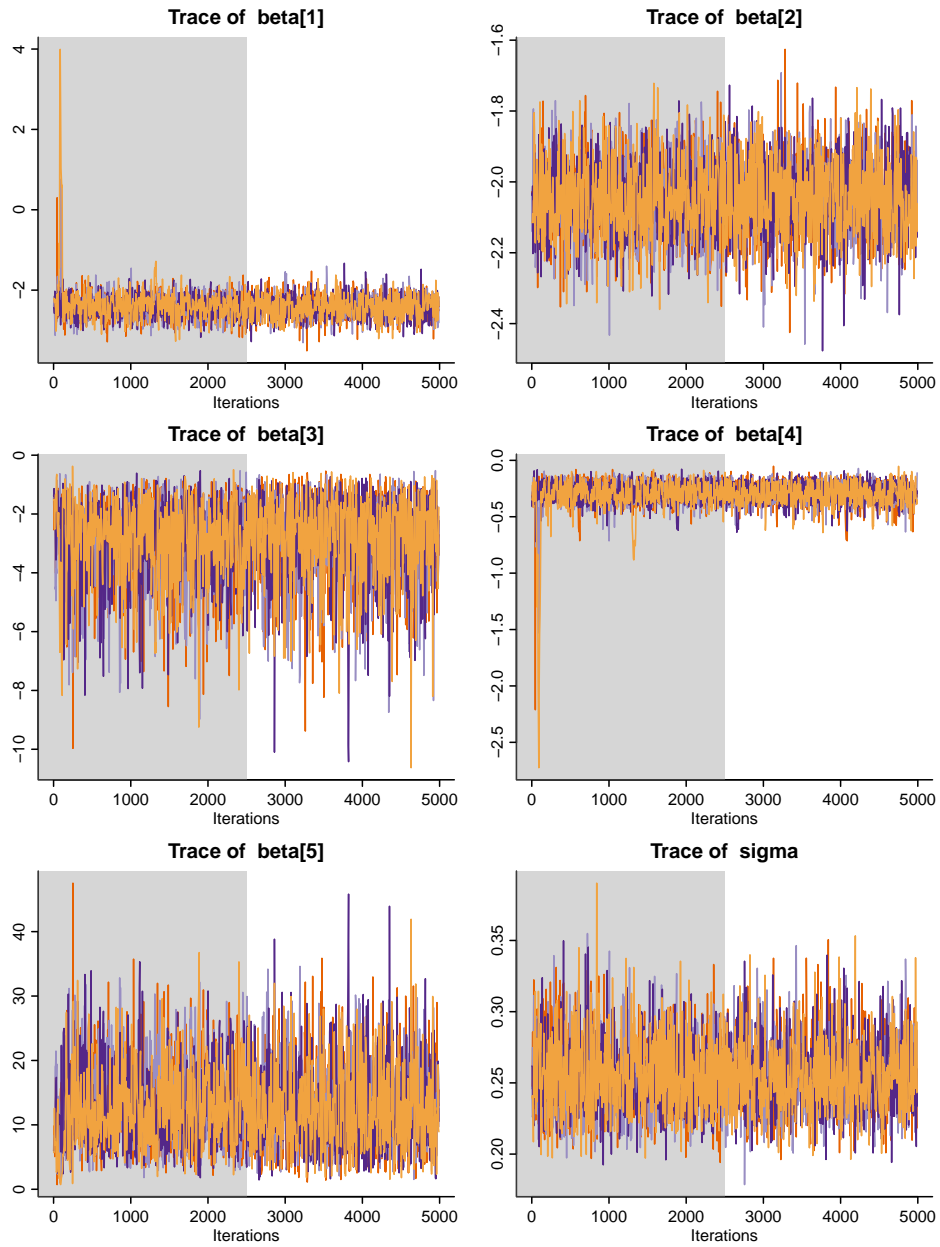 Trace of beta[1]
4
2
0
−2
0 1000 2000 3000 4000 5000
Iterations
Trace of beta[2]
−1.6
−1.8
−2.0
−2.2
−2.4
0 1000 2000 3000 4000 5000
Iterations
Trace of beta[3]
0
−2
−4
−6
−8
−10
0 1000 2000 3000 4000 5000
Iterations
Trace of beta[4]
0.0
−0.5
−1.0
−1.5
−2.0
−2.5
0 1000 2000 3000 4000 5000
Iterations
Trace of beta[5]
40
30
20
10
0
0 1000 2000 3000 4000 5000
Iterations
Trace of sigma
0.35
0.30
0.25
0.20
0 1000 2000 3000 4000 5000
Iterations